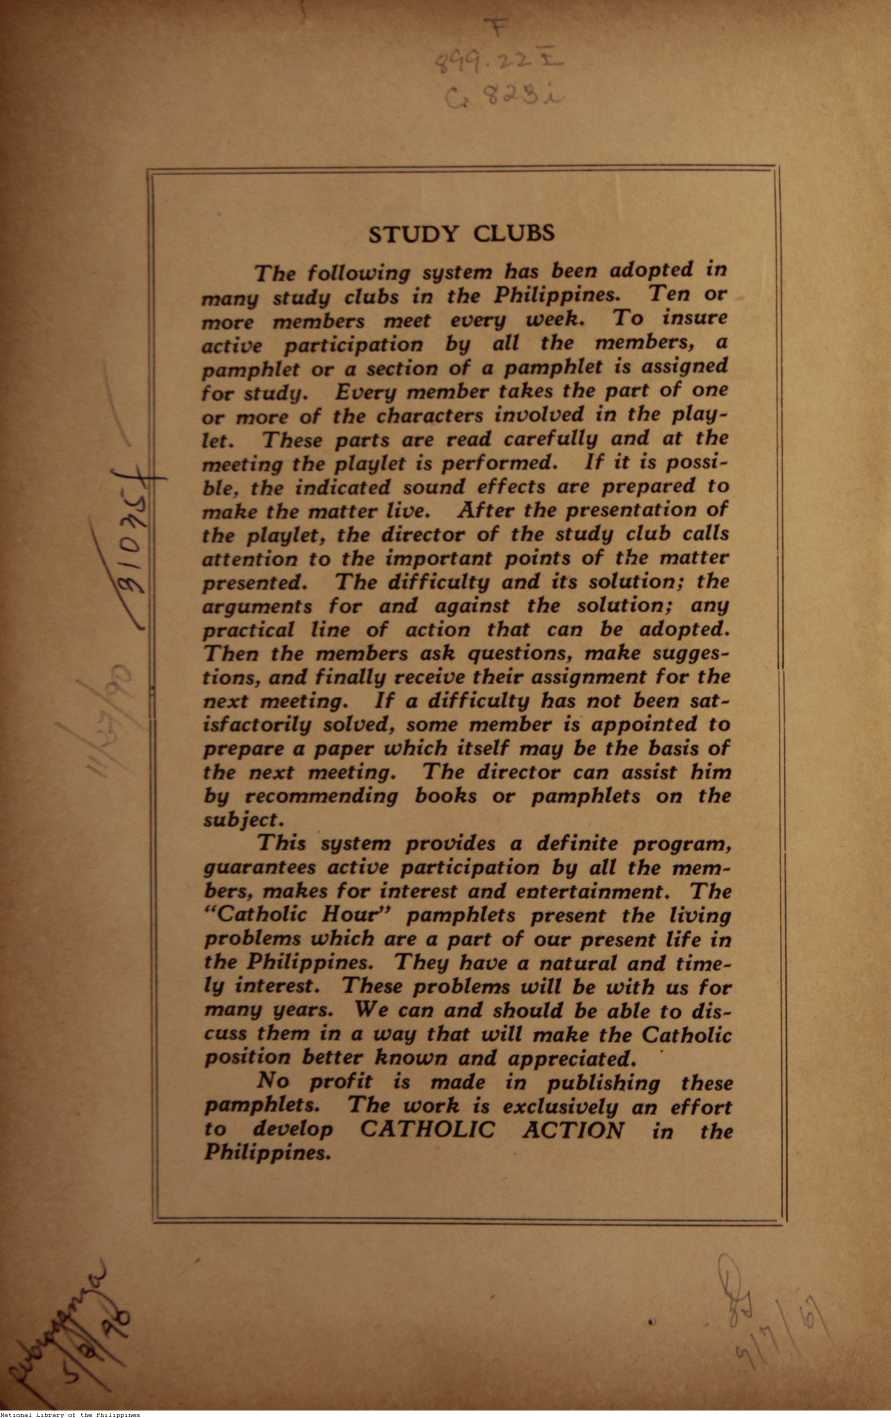 F
899.22 I
C 823i
STUDY CLUBS
The following system has been adopted in
many study clubs in the Philippines. Ten or
more members meet every week. To insure
active participation by all the members, a
pamphlet or a section of a pamphlet is assigned
for study. Every member takes the part of one
or more of the characters involved in the play-
let. These parts are read carefully and at the
meeting the playlet is performed. If it is possi-
ble, the indicated sound effects are prepared to
make the matter live. After the presentation of
the playlet, the director of the study club calls
attention to the important points of the matter
presented. The difficulty and its solution; the
arguments for and against the solution; any
practical line of action that can be adopted.
Then the members ask questions, make sugges-
tions, and finally receive their assignment for the
next meeting. If a difficulty has not been sat-
isfactorily solved, some member is appointed to
prepare a paper which itself may be the basis of
the next meeting. The director can assist him
by recommending books or pamphlets on the
subject.
This system provides a definite program,
guarantees active participation by all the mem-
bers, makes for interest and entertainment. The
“Catholic Hour” pamphlets present the living
problems which are a part of our present life in
the Philippines. They have a natural and time-
ly interest. These problems will be with us for
many years. We can and should be able to dis-
cuss them in a way that will make the Catholic
position better known and appreciated.
No profit is made in publishing these
pamphlets. The work is exclusively an effort
to develop CATHOLIC ACTION in the
Philippines.
9/7/67
National Library of the Philippines